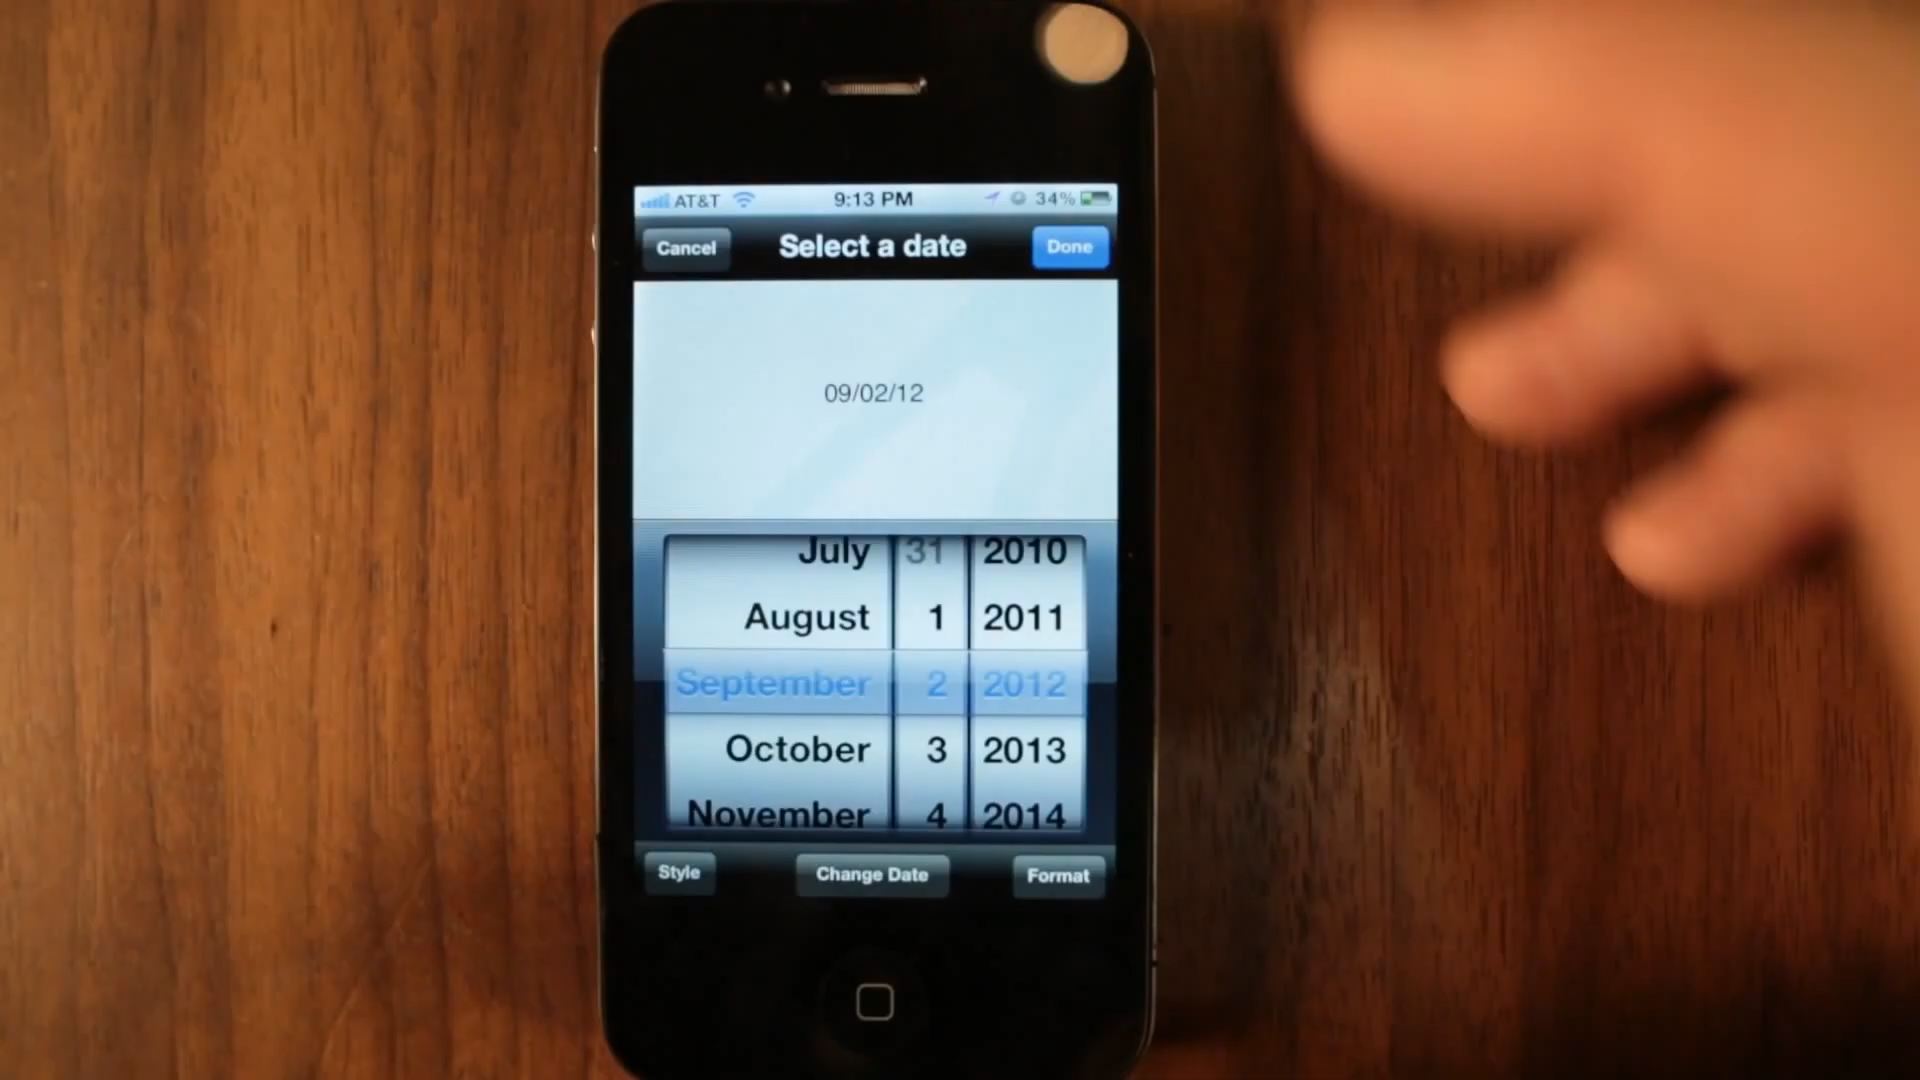 AT&T 9:13 PM 34%
Cancel Select a date Done
09/02/12
July 31 2010
August 1 2011
September 2 2012
October 3 2013
November 4 2014
Style Change Date Format